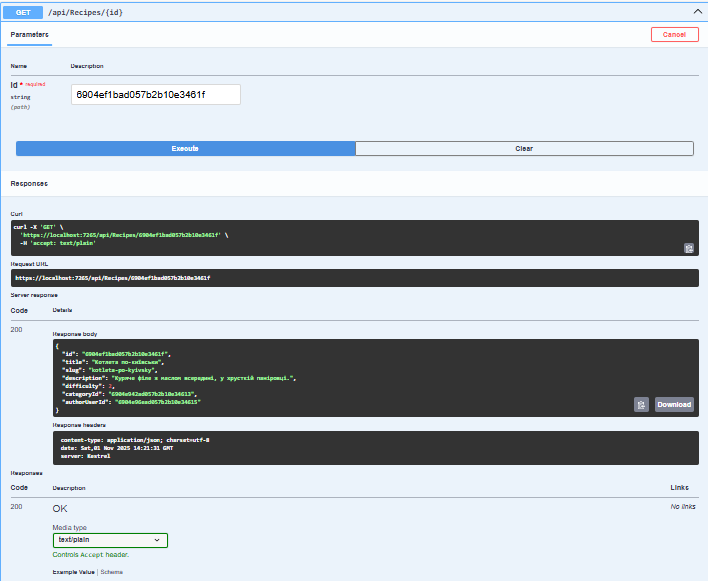 GET /api/Recipes/{id}
Parameters
Cancel
Name Description
id * required
string
(path)
6904ef1bad057b2b10e3461f
Execute
Clear
Responses
Curl
curl -X 'GET' \
'https://localhost:7265/api/Recipes/6904ef1bad057b2b10e3461f' \
-H 'accept: text/plain'
Request URL
https://localhost:7265/api/Recipes/6904ef1bad057b2b10e3461f
Server response
Code Details
200
Response body
{
"id": "6904ef1bad057b2b10e3461f",
"title": "Котлета по-київськи",
"slug": "kotleta-po-kyivsky",
"description": "Куряче філе з маслом всередині, у хрусткій паніровці.",
"difficulty": 3,
"categoryId": "6904e942ad057b2b10e34613",
"authorUserId": "6904e96ead057b2b10e34615"
}
Download
Response headers
content-type: application/json; charset=utf-8
date: Sat,01 Nov 2025 14:21:31 GMT
server: Kestrel
Responses
Code Description Links
200 OK No links
Media type
text/plain
Controls Accept header.
Example Value | Schema